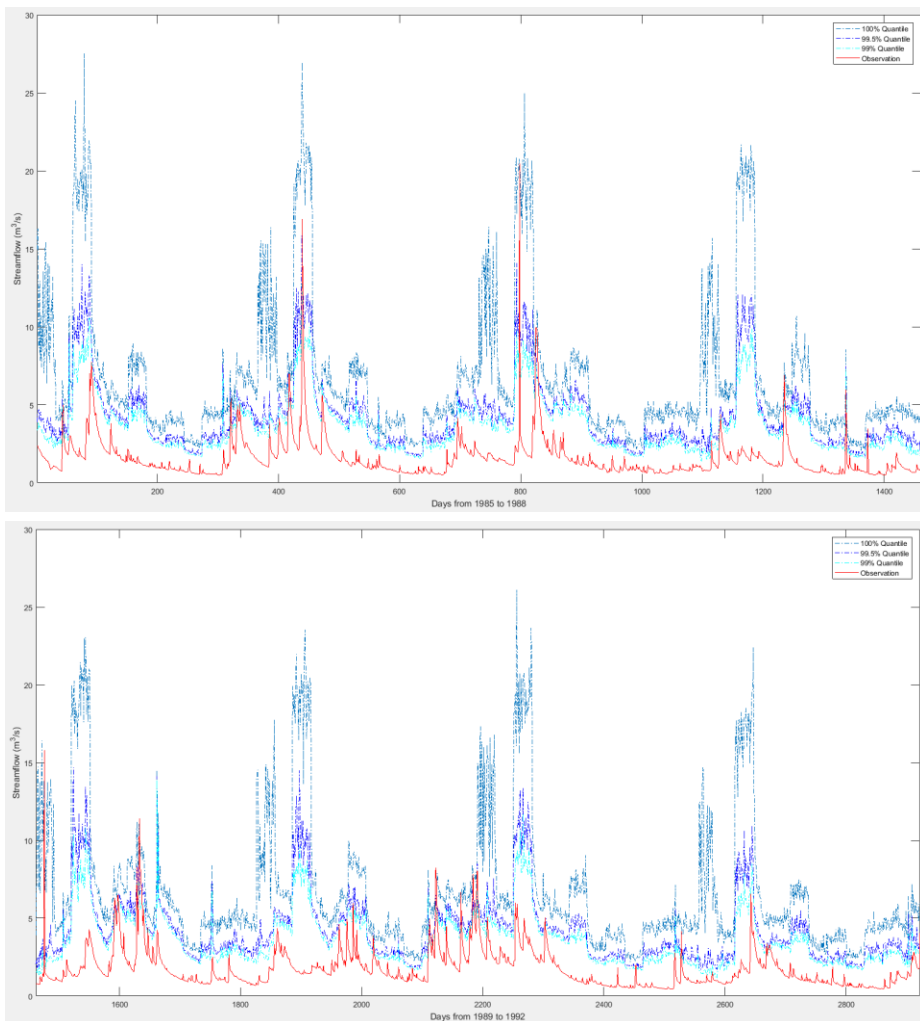 30
25
20
15
10
5
0
Streamflow (m³/s)
100% Quantile
99.5% Quantile
99% Quantile
Observation
200 400 600 800 1000 1200 1400
Days from 1985 to 1988
30
25
20
15
10
5
0
Streamflow (m³/s)
100% Quantile
99.5% Quantile
99% Quantile
Observation
1600 1800 2000 2200 2400 2600 2800
Days from 1989 to 1992